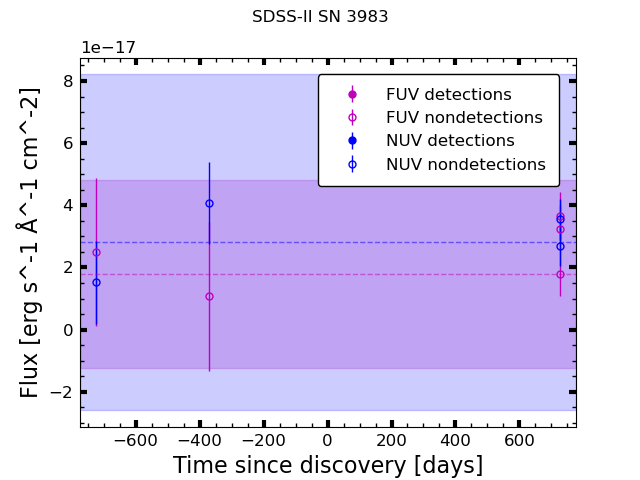 SDSS-II SN 3983
1e−17
FUV detections
FUV nondetections
NUV detections
NUV nondetections
8
6
4
2
0
−2
Flux [erg s^-1 Å^-1 cm^-2]
−600 −400 −200 0 200 400 600
Time since discovery [days]